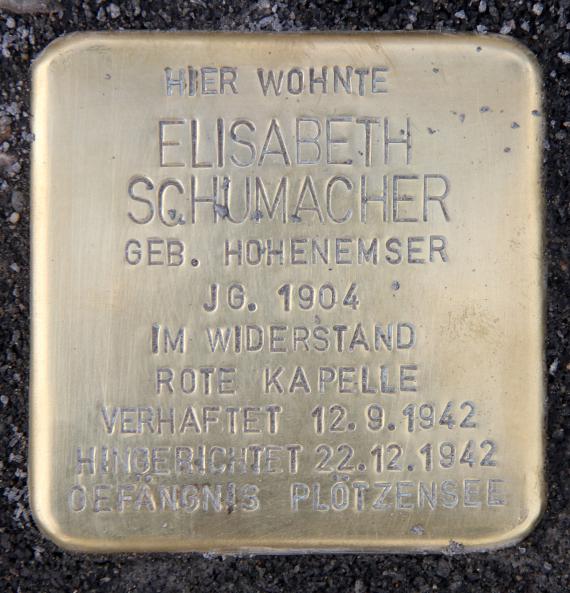 HIER WOHNTE
ELISABETH
SCHUMACHER
GEB. HOHENEMSER
JG. 1904
IM WIDERSTAND
ROTE KAPELLE
VERHAFTET 12.9.1942
HINGERICHTET 22.12.1942
GEFÄNGNIS PLÖTZENSEE